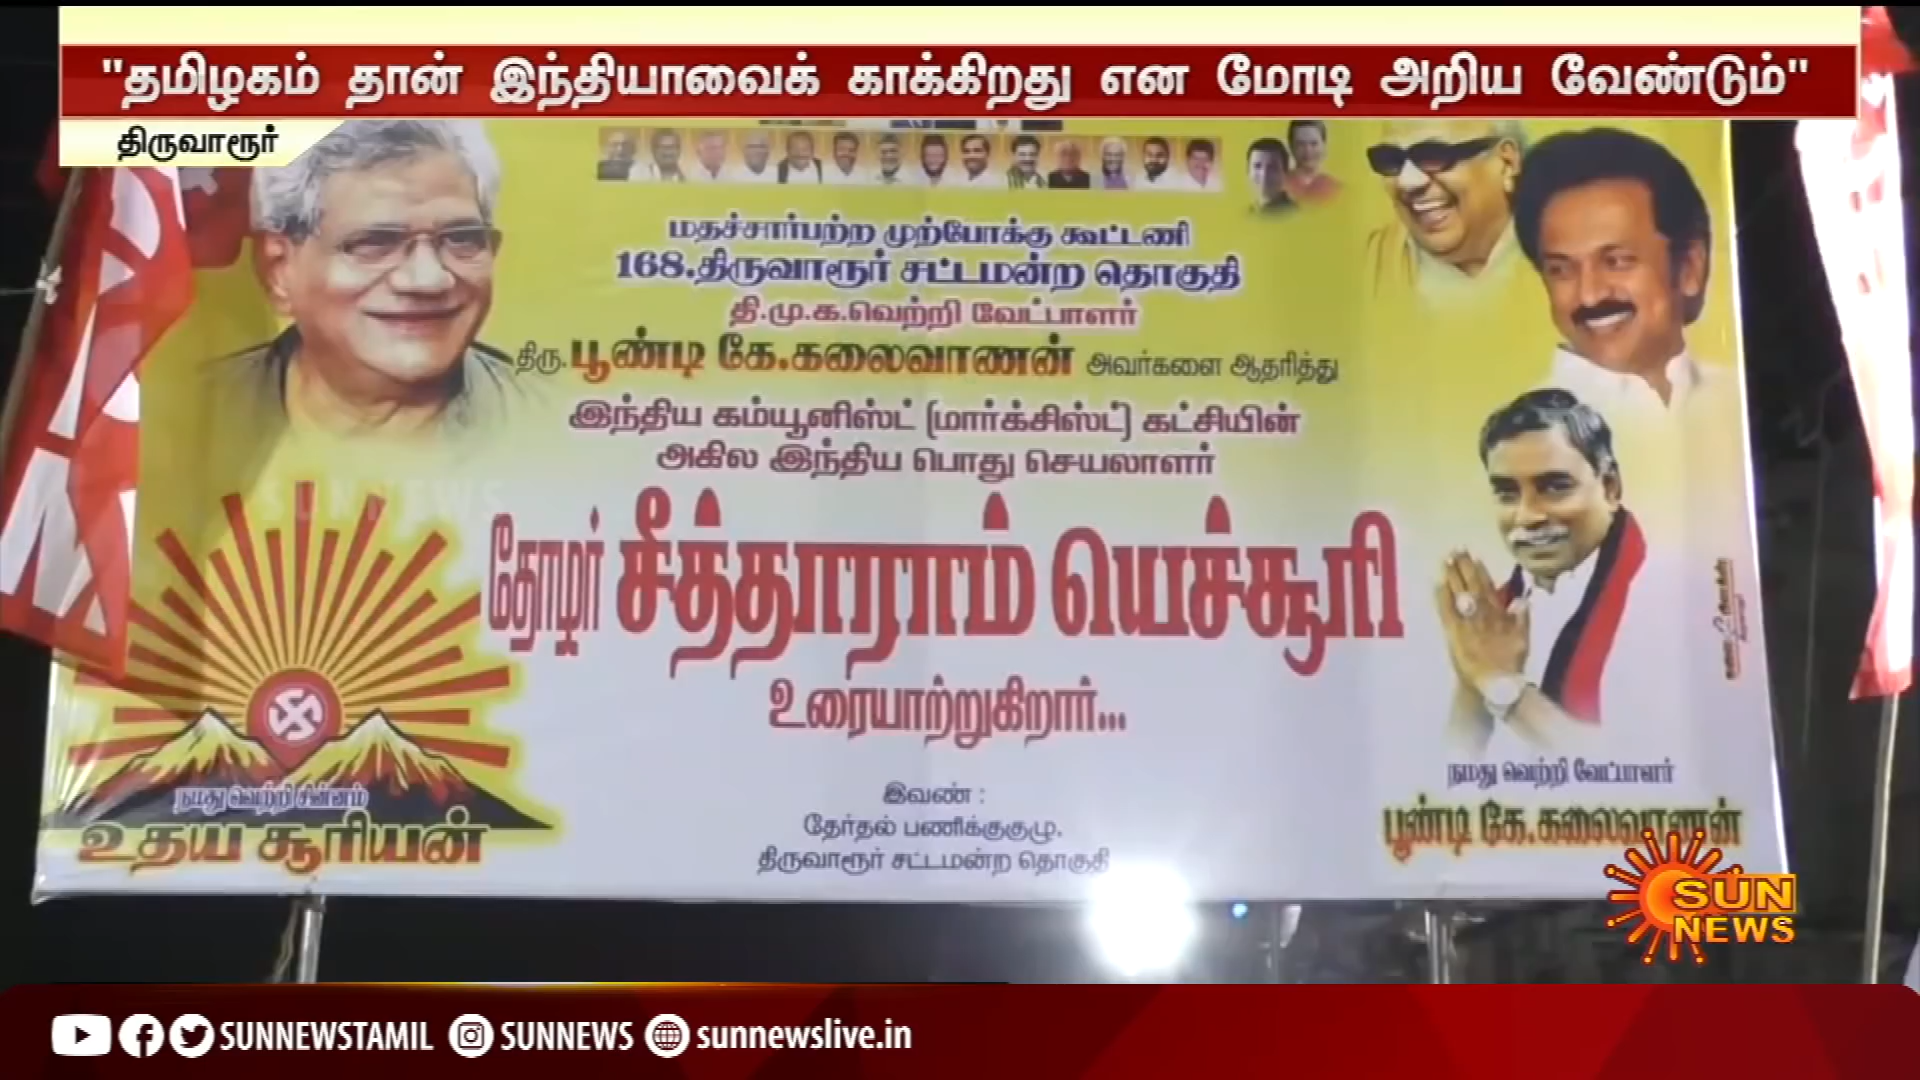 "தமிழகம் தான் இந்தியாவைக் காக்கிறது என மோடி அறிய வேண்டும்"
திருவாரூர்
மதச்சார்பற்ற முற்போக்கு கூட்டணி
168.திருவாரூர் சட்டமன்ற தொகுதி
தி.மு.க.வெற்றி வேட்பாளர்
திரு.பூண்டி கே.கலைவாணன் அவர்களை ஆதரித்து
இந்திய கம்யூனிஸ்ட் (மார்க்சிஸ்ட்) கட்சியின்
அகில இந்திய பொது செயலாளர்
SUN NEWS
தோழர் சீத்தாராம் யெச்சூரி
உரையாற்றுகிறார்...
நமது வெற்றி சின்னம்
உதய சூரியன்
இவண் :
தேர்தல் பணிக்குகுழு,
திருவாரூர் சட்டமன்ற தொகுதி
நமது வெற்றி வேட்பாளர்
பூண்டி கே.கலைவாணன்
SUN
NEWS
SUNNEWSTAMIL SUNNEWS sunnewslive.in